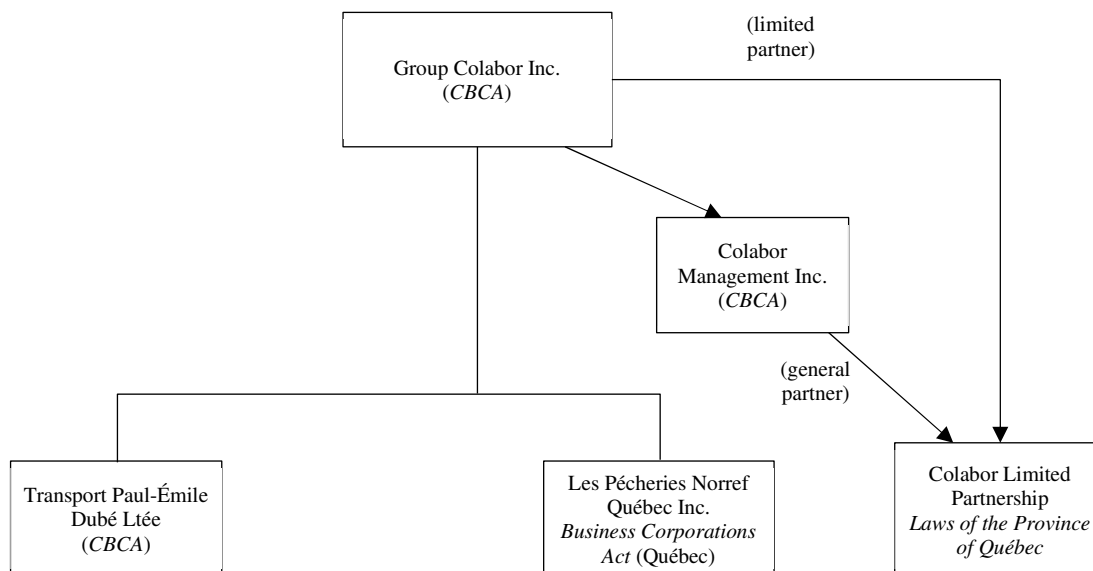 (limited
partner)
Group Colabor Inc.
(CBCA)
Colabor
Management Inc.
(CBCA)
(general
partner)
Transport Paul-Émile
Dubé Ltée
(CBCA)
Les Pécheries Norref
Québec Inc.
Business Corporations
Act (Québec)
Colabor Limited
Partnership
Laws of the Province
of Québec